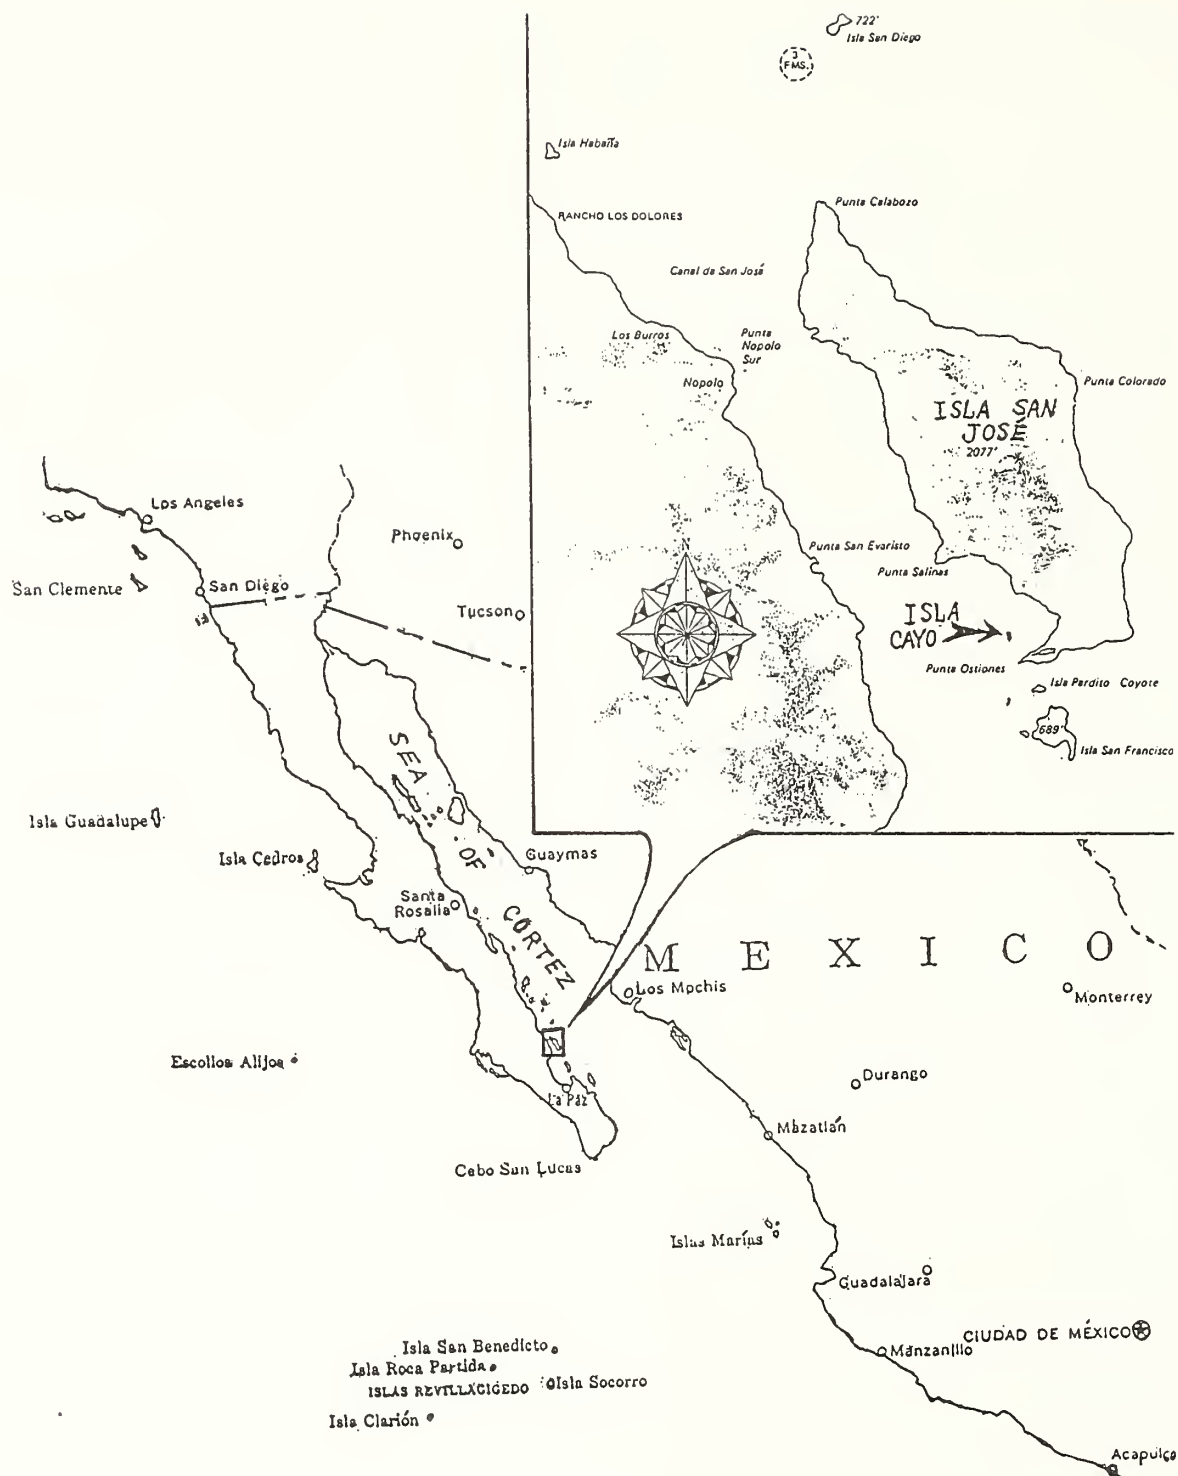 722'
Isla San Diego
3
FMS.
Isla Habaña
RANCHO LOS DOLORES
Punta Calabozo
Canal de San José
Los Burros
Punta
Nopolo
Sur
Nopolo
Punta Colorado
ISLA SAN
JOSÉ
2077'
Punta San Evaristo
Punta Salinas
N
ISLA
CAYO
Punta Ostiones
Isla Pardito Coyote
689'
Isla San Francisco
Los Angeles
Phoenix
San Clemente
San Diego
Tucson
SEA
OF
CORTEZ
Isla Guadalupe
Isla Cedros
Guaymas
Santa
Rosalia
MEXICO
Los Mochis
Monterrey
Escollos Alijos
Durango
La Paz
Mazatlán
Cabo San Lucas
Islas Marías
Guadalajara
CIUDAD DE MÉXICO
Manzanillo
Isla San Benedicto
Isla Roca Partida
ISLAS REVILLAGIGEDO
Isla Socorro
Isla Clarión
Acapulco